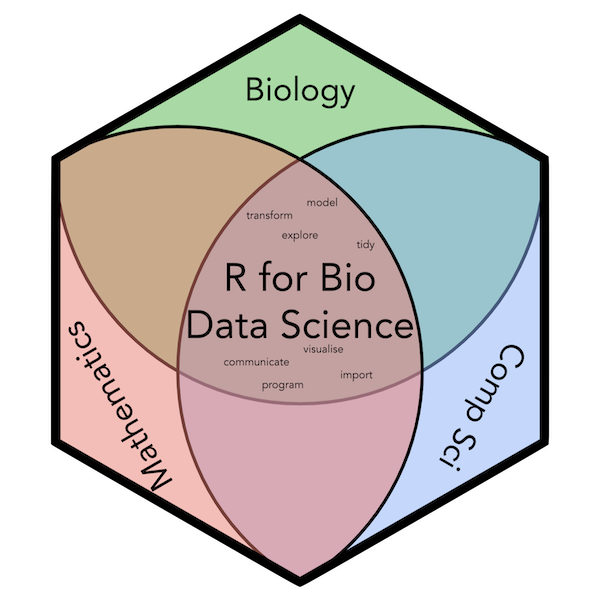 Biology
model
transform
explore
tidy
R for Bio
Data Science
visualise
communicate
import
program
Mathematics
Comp Sci